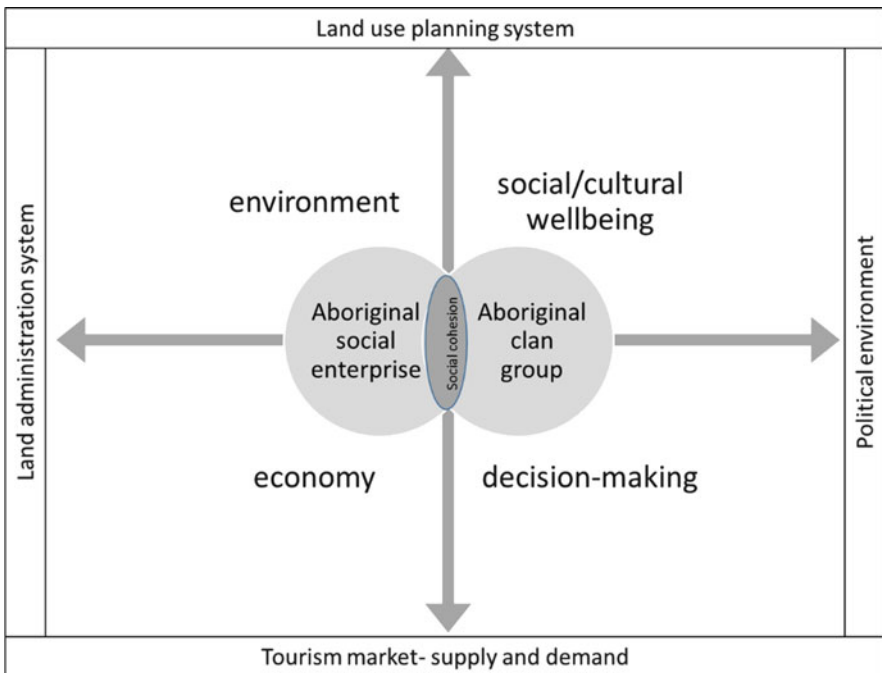 Land use planning system
Land administration system
environment
social/cultural
wellbeing
Aboriginal
social
enterprise
Social cohesion
Aboriginal
clan
group
Political environment
economy
decision-making
Tourism market- supply and demand